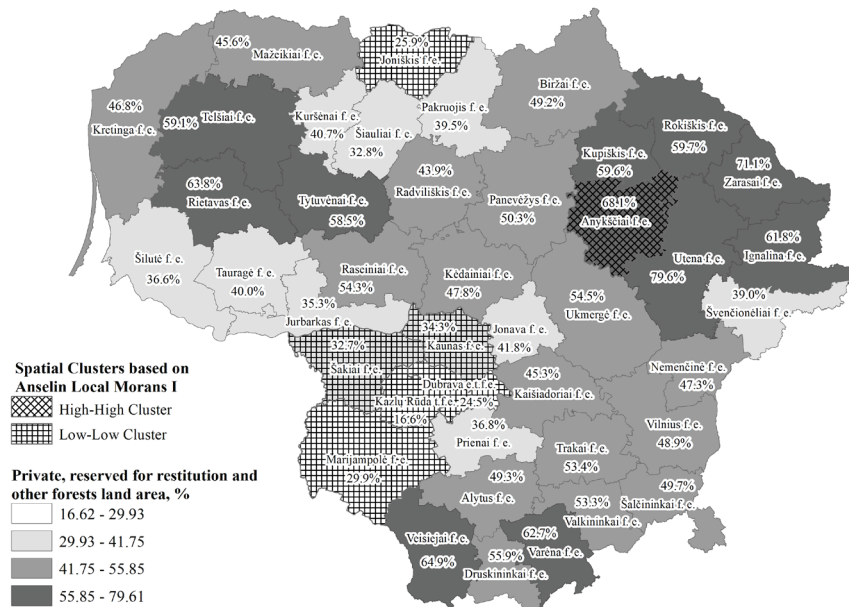 45.6%
Mažeikiai f. e.
25.9%
Joniškis f. e.
Biržai f. e.
49.2%
46.8%
Kretinga f. e.
59.1%
Telšiai f. e.
Kuršėnai f. e.
40.7%
Šiauliai f. e.
32.8%
Pakruojis f. e.
39.5%
Rokiškis f. e.
59.7%
Kupiškis f. e.
59.6%
71.1%
Zarasai f. e.
63.8%
Rietavas f. e.
Tytuvėnai f. e.
58.5%
43.9%
Radviliškis f. e.
Panevėžys f. e.
50.3%
68.1%
Anykščiai f. e.
61.8%
Ignalina f. e.
Utena f. e.
79.6%
Šilutė f. e.
36.6%
Tauragė f. e.
40.0%
Rasciniai f. e.
54.3%
Kėdainiai f. e.
47.8%
54.5%
Ukmergė f. e.
39.0%
Švenčionėliai f. e.
35.3%
Jurbarkas f. e.
34.3%
Kaunas f. e.
Jonava f. e.
41.8%
32.7%
Šakiai f. e.
Dubrava e.t.f.e.
24.5%
Kazlų Rūda t.f.e.
16.6%
45.3%
Kaišiadoriai f. e.
Nemenčinė f. e.
47.3%
36.8%
Prienai f. e.
Vilnius f. e.
48.9%
Trakai f. e.
53.4%
Marijampolė f. e.
29.9%
49.3%
Alytus f. e.
53.3%
Valkininkai f. e.
49.7%
Šalčininkai f. e.
Veisiejai f. e.
64.9%
62.7%
Varėna f. e.
55.9%
Druskininkai f. e.
Spatial Clusters based on
Anselin Local Morans I
High-High Cluster
Low-Low Cluster
Private, reserved for restitution and
other forests land area, %
16.62 - 29.93
29.93 - 41.75
41.75 - 55.85
55.85 - 79.61